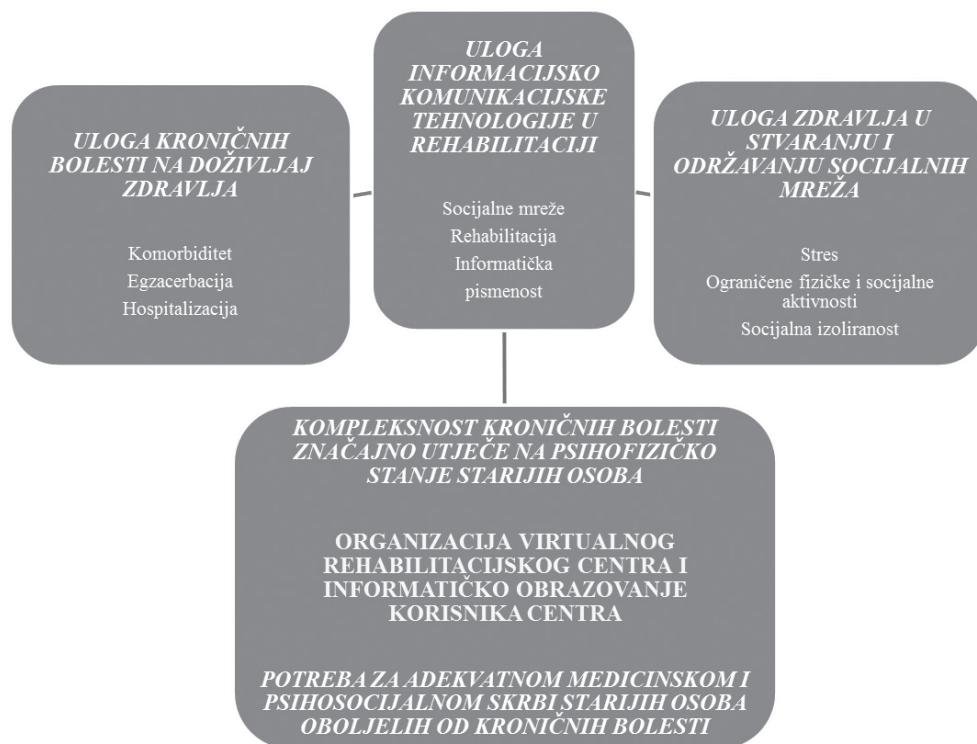 ULOGA KRONIČNIH
BOLESTI NA DOŽIVLJAJ
ZDRAVLJA
Komorbiditet
Egzacerbacija
Hospitalizacija
ULOGA
INFORMACIJSKO
KOMUNIKACIJSKE
TEHNOLOGIJE U
REHABILITACIJI
Socijalne mreže
Rehabilitacija
Informatička
pismenost
ULOGA ZDRAVLJA U
STVARANJU I
ODRŽAVANJU SOCIJALNIH
MREŽA
Stres
Ograničene fizičke i socijalne
aktivnosti
Socijalna izoliranost
KOMPLEKSNOST KRONIČNIH BOLESTI
ZNAČAJNO UTJEČE NA PSIHOFIZIČKO
STANJE STARIJIH OSOBA
ORGANIZACIJA VIRTUALNOG
REHABILITACIJSKOG CENTRA I
INFORMATIČKO OBRAZOVANJE
KORISNIKA CENTRA
POTREBA ZA ADEKVATNOM MEDICINSKOM I
PSIHOSOCIJALNOM SKRBI STARIJIH OSOBA
OBOLJELIH OD KRONIČNIH BOLESTI